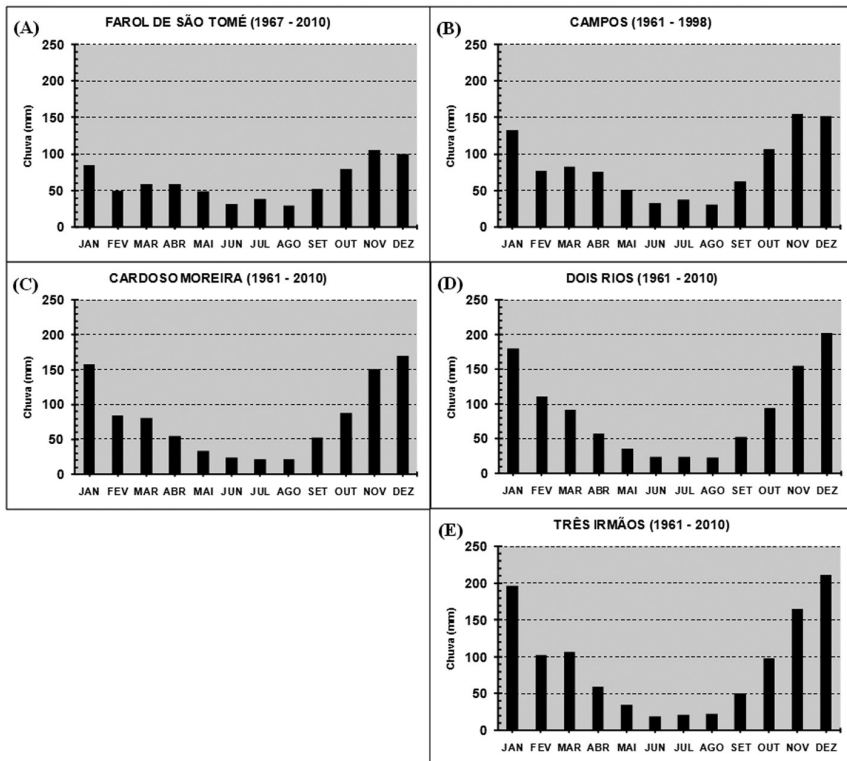 (A) FAROL DE SÃO TOMÉ (1967 - 2010)
Chuva (mm)
250
200
150
100
50
0
JAN FEV MAR ABR MAI JUN JUL AGO SET OUT NOV DEZ
(B) CAMPOS (1961 - 1998)
Chuva (mm)
250
200
150
100
50
0
JAN FEV MAR ABR MAI JUN JUL AGO SET OUT NOV DEZ
(C) CARDOSO MOREIRA (1961 - 2010)
Chuva (mm)
250
200
150
100
50
0
JAN FEV MAR ABR MAI JUN JUL AGO SET OUT NOV DEZ
(D) DOIS RIOS (1961 - 2010)
Chuva (mm)
250
200
150
100
50
0
JAN FEV MAR ABR MAI JUN JUL AGO SET OUT NOV DEZ
(E) TRÊS IRMÃOS (1961 - 2010)
Chuva (mm)
250
200
150
100
50
0
JAN FEV MAR ABR MAI JUN JUL AGO SET OUT NOV DEZ